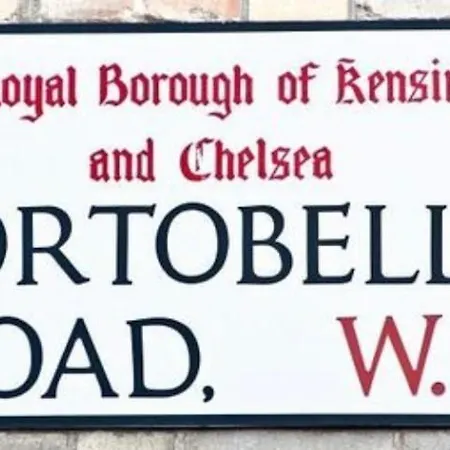 oyal Borough of Kensin
and Chelsea
ORTOBELL
OAD, W.